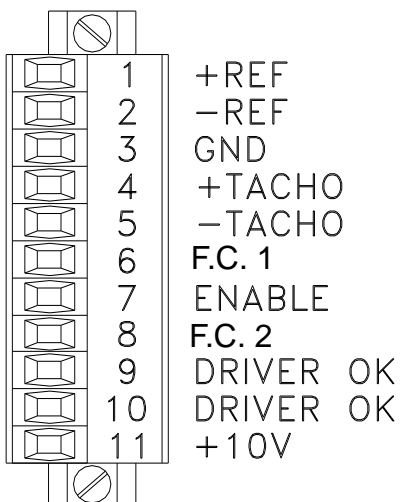 1 +REF
2 -REF
3 GND
4 +TACHO
5 -TACHO
6 F.C. 1
7 ENABLE
8 F.C. 2
9 DRIVER OK
10 DRIVER OK
11 +10V